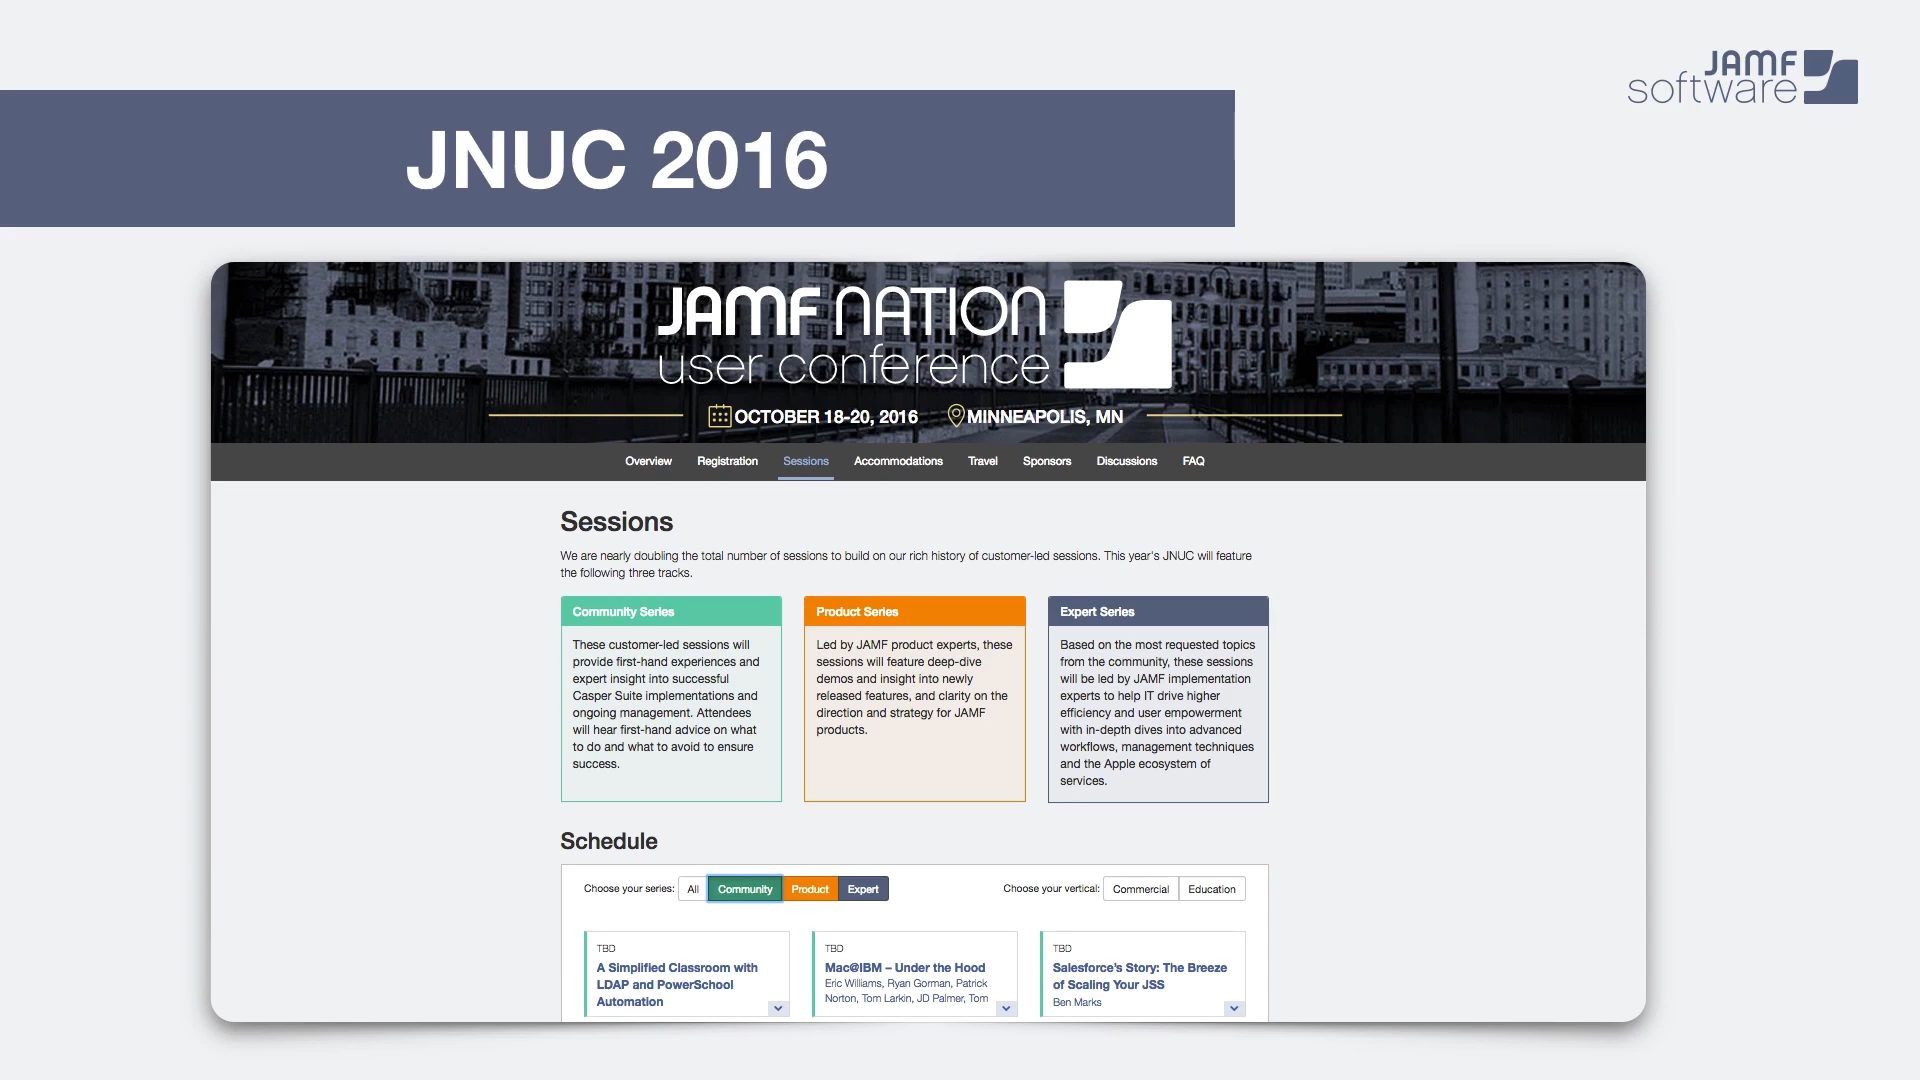 JAMF
software
JNUC 2016
JAMF NATION
user conference
OCTOBER 18-20, 2016 MINNEAPOLIS, MN
Overview Registration Sessions Accommodations Travel Sponsors Discussions FAQ
Sessions
We are nearly doubling the total number of sessions to build on our rich history of customer-led sessions. This year's JNUC will feature
the following three tracks.
Community Series
These customer-led sessions will
provide first-hand experiences and
expert insight into successful
Casper Suite implementations and
ongoing management. Attendees
will hear first-hand advice on what
to do and what to avoid to ensure
success.
Product Series
Led by JAMF product experts, these
sessions will feature deep-dive
demos and insight into newly
released features, and clarity on the
direction and strategy for JAMF
products.
Expert Series
Based on the most requested topics
from the community, these sessions
will be led by JAMF implementation
experts to help IT drive higher
efficiency and user empowerment
with in-depth dives into advanced
workflows, management techniques
and the Apple ecosystem of
services.
Schedule
Choose your series: All Community Product Expert
Choose your vertical: Commercial Education
TBD
A Simplified Classroom with
LDAP and PowerSchool
Automation
TBD
Mac@IBM – Under the Hood
Eric Williams, Ryan Gorman, Patrick
Norton, Tom Larkin, JD Palmer, Tom
TBD
Salesforce's Story: The Breeze
of Scaling Your JSS
Ben Marks